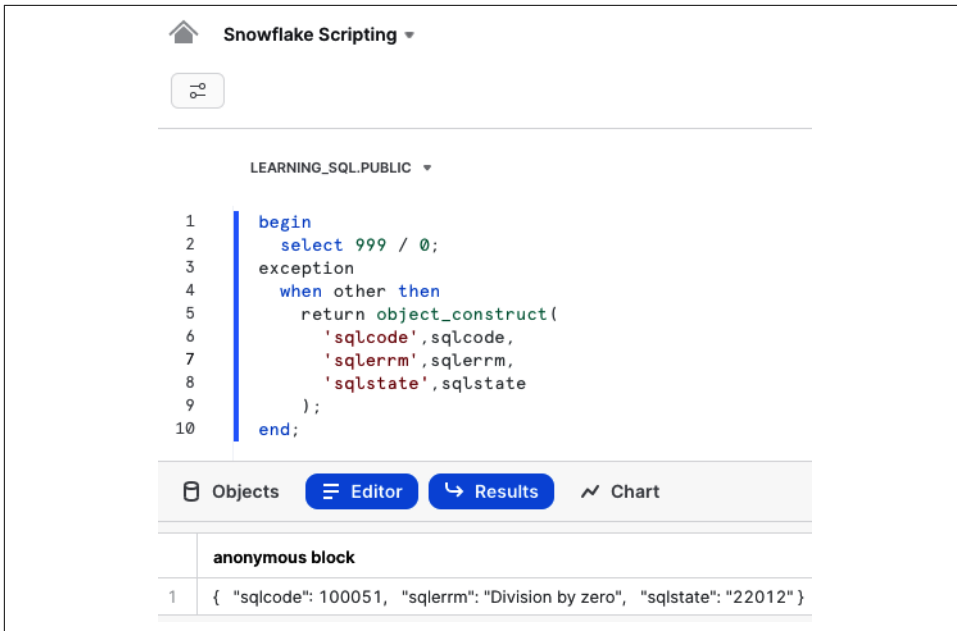 Snowflake Scripting
LEARNING_SQL.PUBLIC
1 begin
2 select 999 / 0;
3 exception
4 when other then
5 return object_construct(
6 'sqlcode',sqlcode,
7 'sqlerrm',sqlerrm,
8 'sqlstate',sqlstate
9 );
10 end;
Objects Editor Results Chart
anonymous block
1 { "sqlcode": 100051, "sqlerrm": "Division by zero", "sqlstate": "22012" }